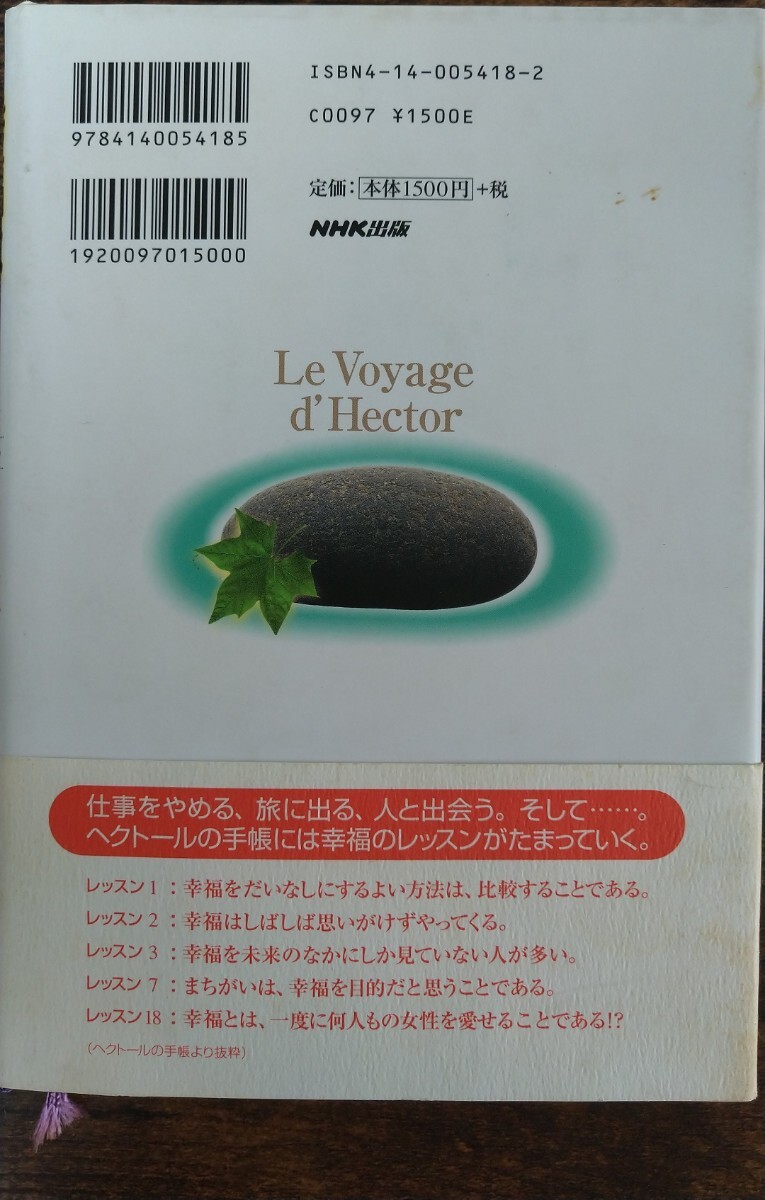 9784140054185
1920097015000
ISBN4-14-005418-2
C0097 ¥1500E
定価：本体1500円+税
NHK出版
Le Voyage
d'Hector
仕事をやめる、旅に出る、人と出会う。そして……。
ヘクトールの手帳には幸福のレッスンがたまっていく。
レッスン1：幸福をだいなしにするよい方法は、比較することである。
レッスン2：幸福はしばしば思いがけずやってくる。
レッスン3：幸福を未来のなかにしか見ていない人が多い。
レッスン7：まちがいは、幸福を目的だと思うことである。
レッスン18：幸福とは、一度に何人もの女性を愛せることである!?
（ヘクトールの手帳より抜粋）